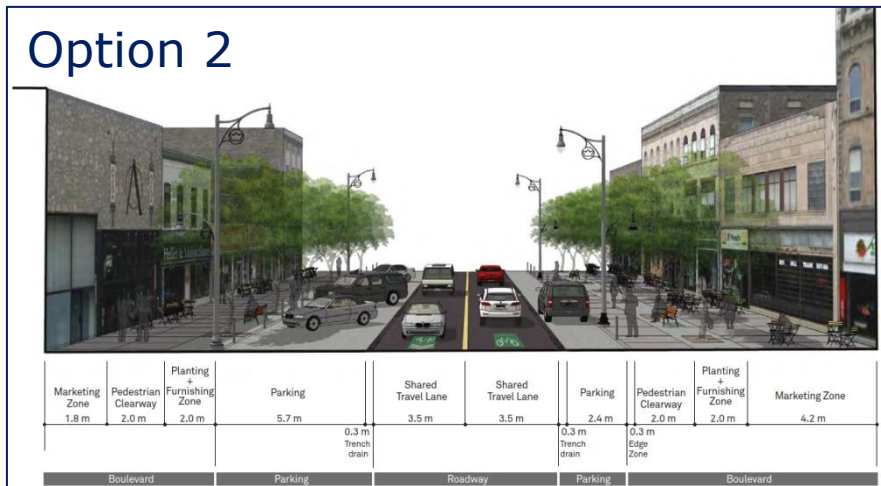 Option 2
Marketing
Zone
1.8 m
Pedestrian
Clearway
2.0 m
Planting
+
Furnishing
Zone
2.0 m
Parking
5.7 m
0.3 m
Trench
drain
Shared
Travel Lane
3.5 m
Shared
Travel Lane
3.5 m
0.3 m
Trench
drain
Parking
2.4 m
0.3 m
Edge
Zone
Pedestrian
Clearway
2.0 m
Planting
+
Furnishing
Zone
2.0 m
Marketing Zone
4.2 m
Boulevard
Parking
Roadway
Parking
Boulevard